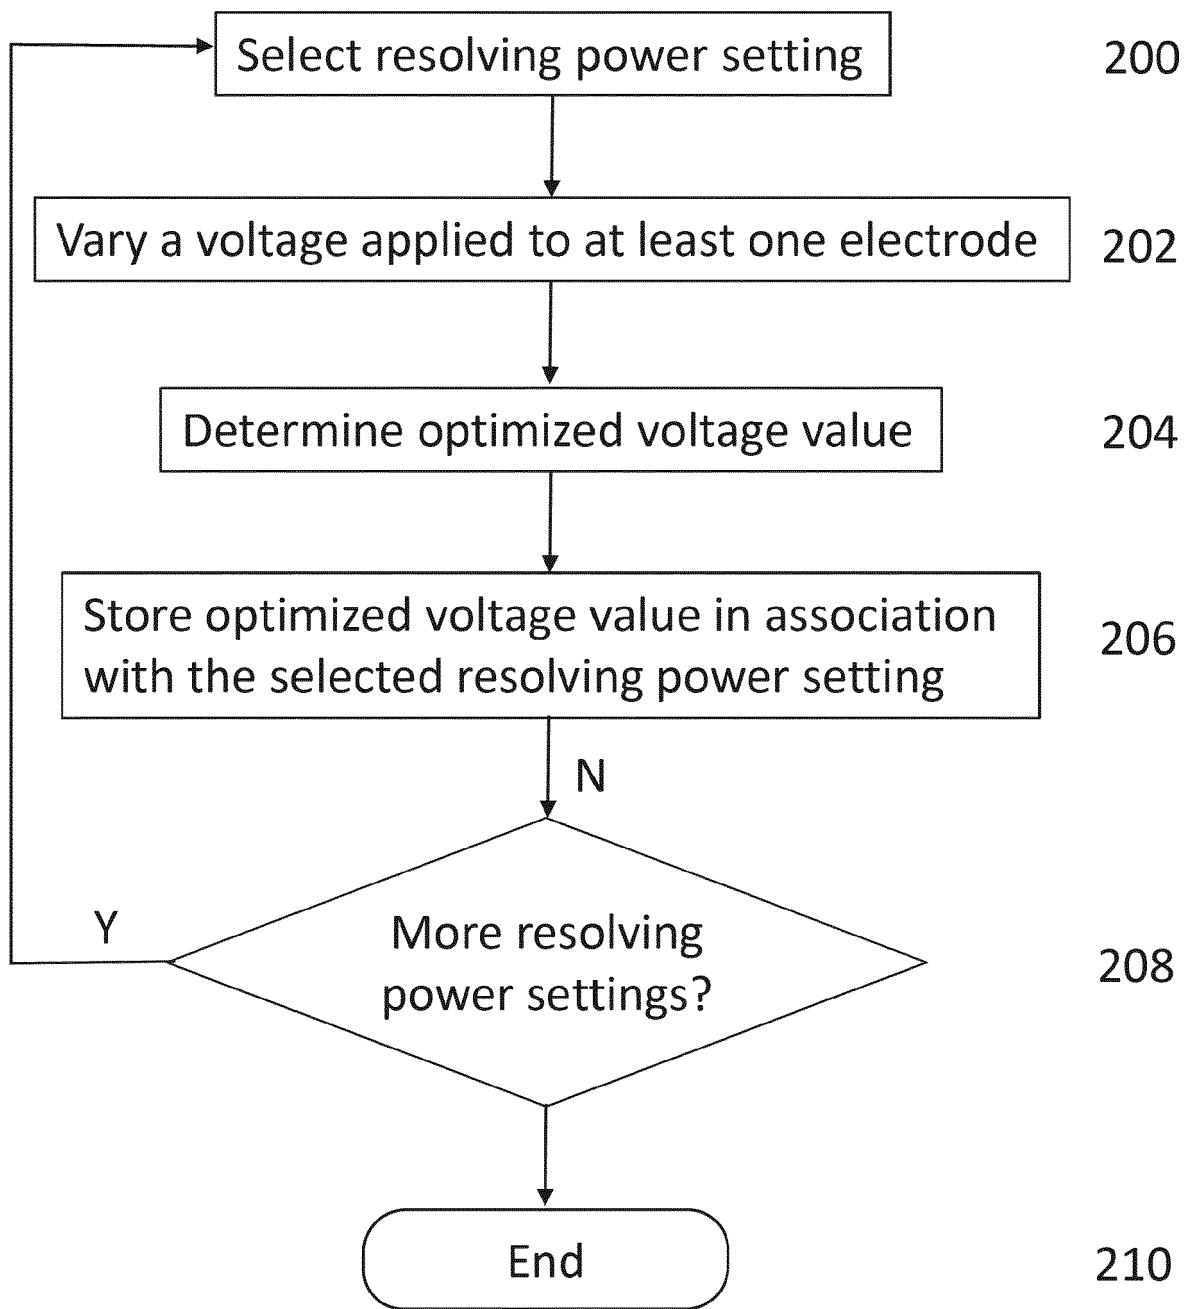 Select resolving power setting
200
Vary a voltage applied to at least one electrode
202
Determine optimized voltage value
204
Store optimized voltage value in association
with the selected resolving power setting
206
N
Y
More resolving
power settings?
208
End
210